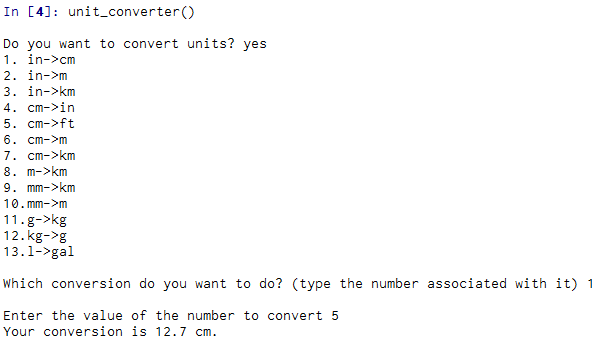 In [4]: unit_converter()
Do you want to convert units? yes
1. in->cm
2. in->m
3. in->km
4. cm->in
5. cm->ft
6. cm->m
7. cm->km
8. m->km
9. mm->km
10.mm->m
11.g->kg
12.kg->g
13.l->gal
Which conversion do you want to do? (type the number associated with it) 1
Enter the value of the number to convert 5
Your conversion is 12.7 cm.